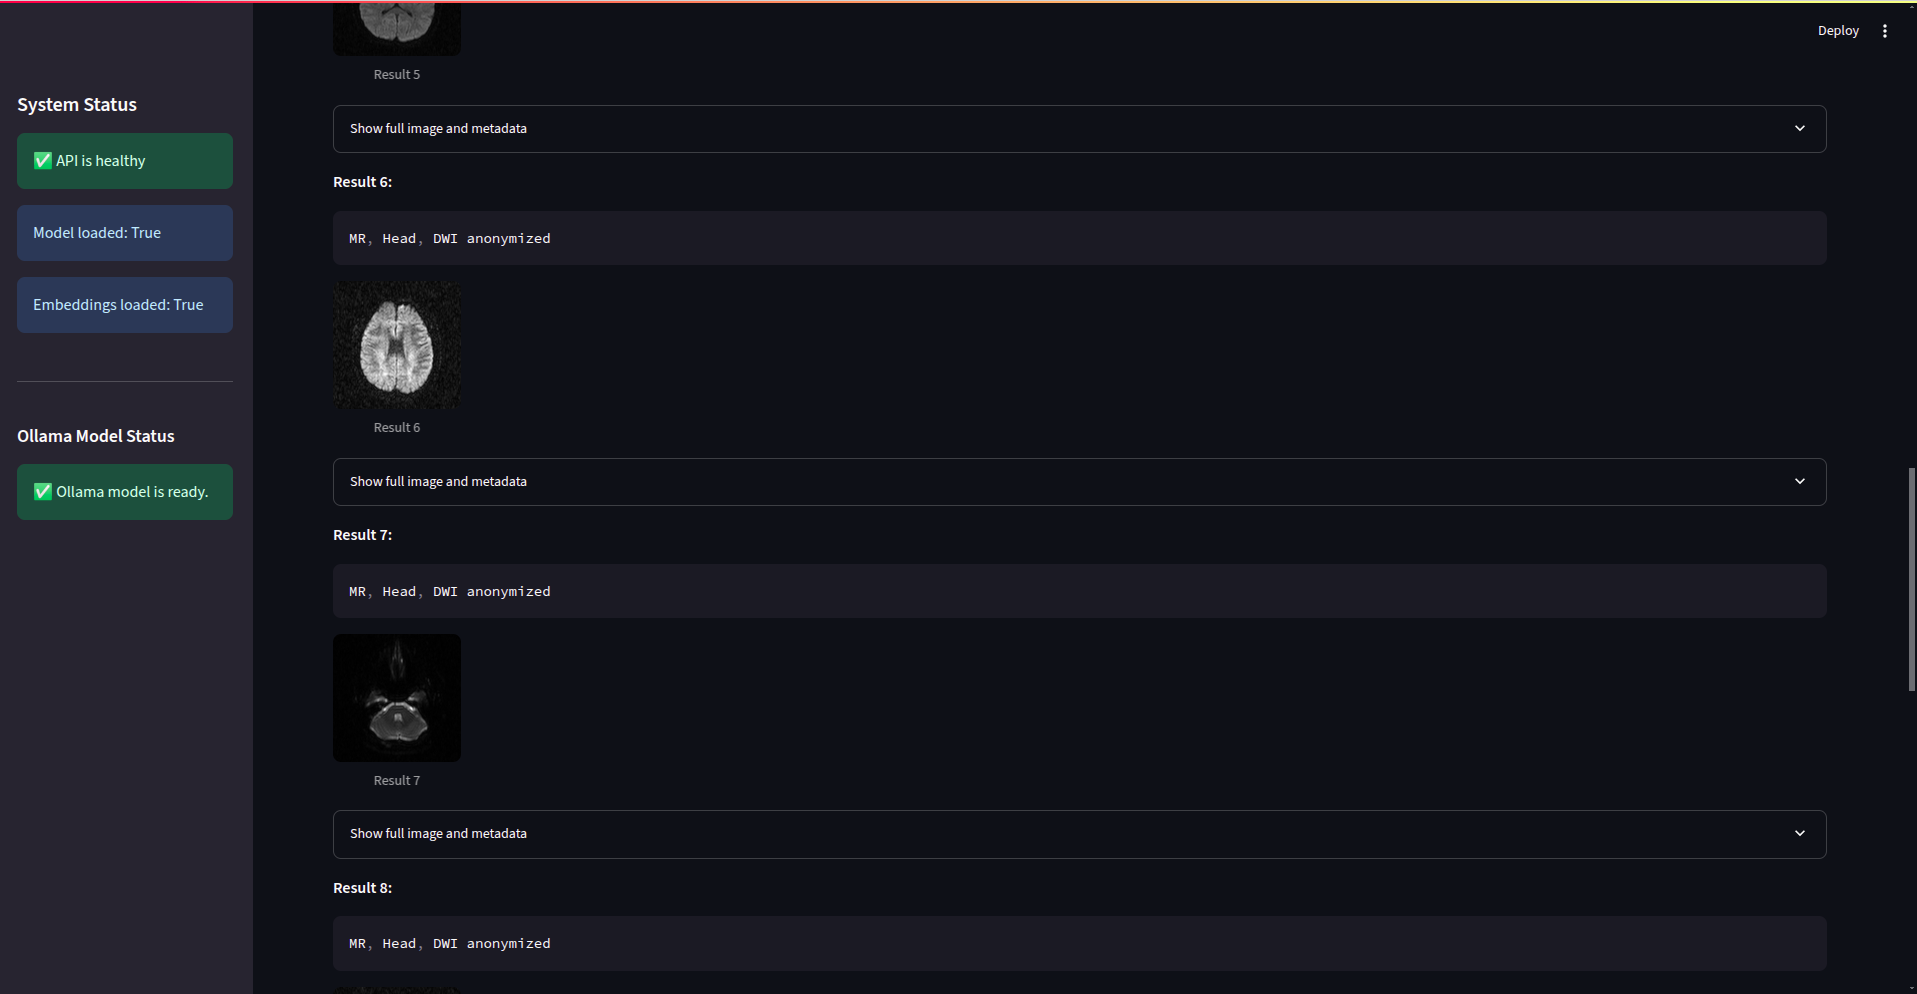 System Status
✅ API is healthy
Model loaded: True
Embeddings loaded: True
Ollama Model Status
✅ Ollama model is ready.
Deploy
Result 5
Show full image and metadata
Result 6:
MR, Head, DWI anonymized
Result 6
Show full image and metadata
Result 7:
MR, Head, DWI anonymized
Result 7
Show full image and metadata
Result 8:
MR, Head, DWI anonymized